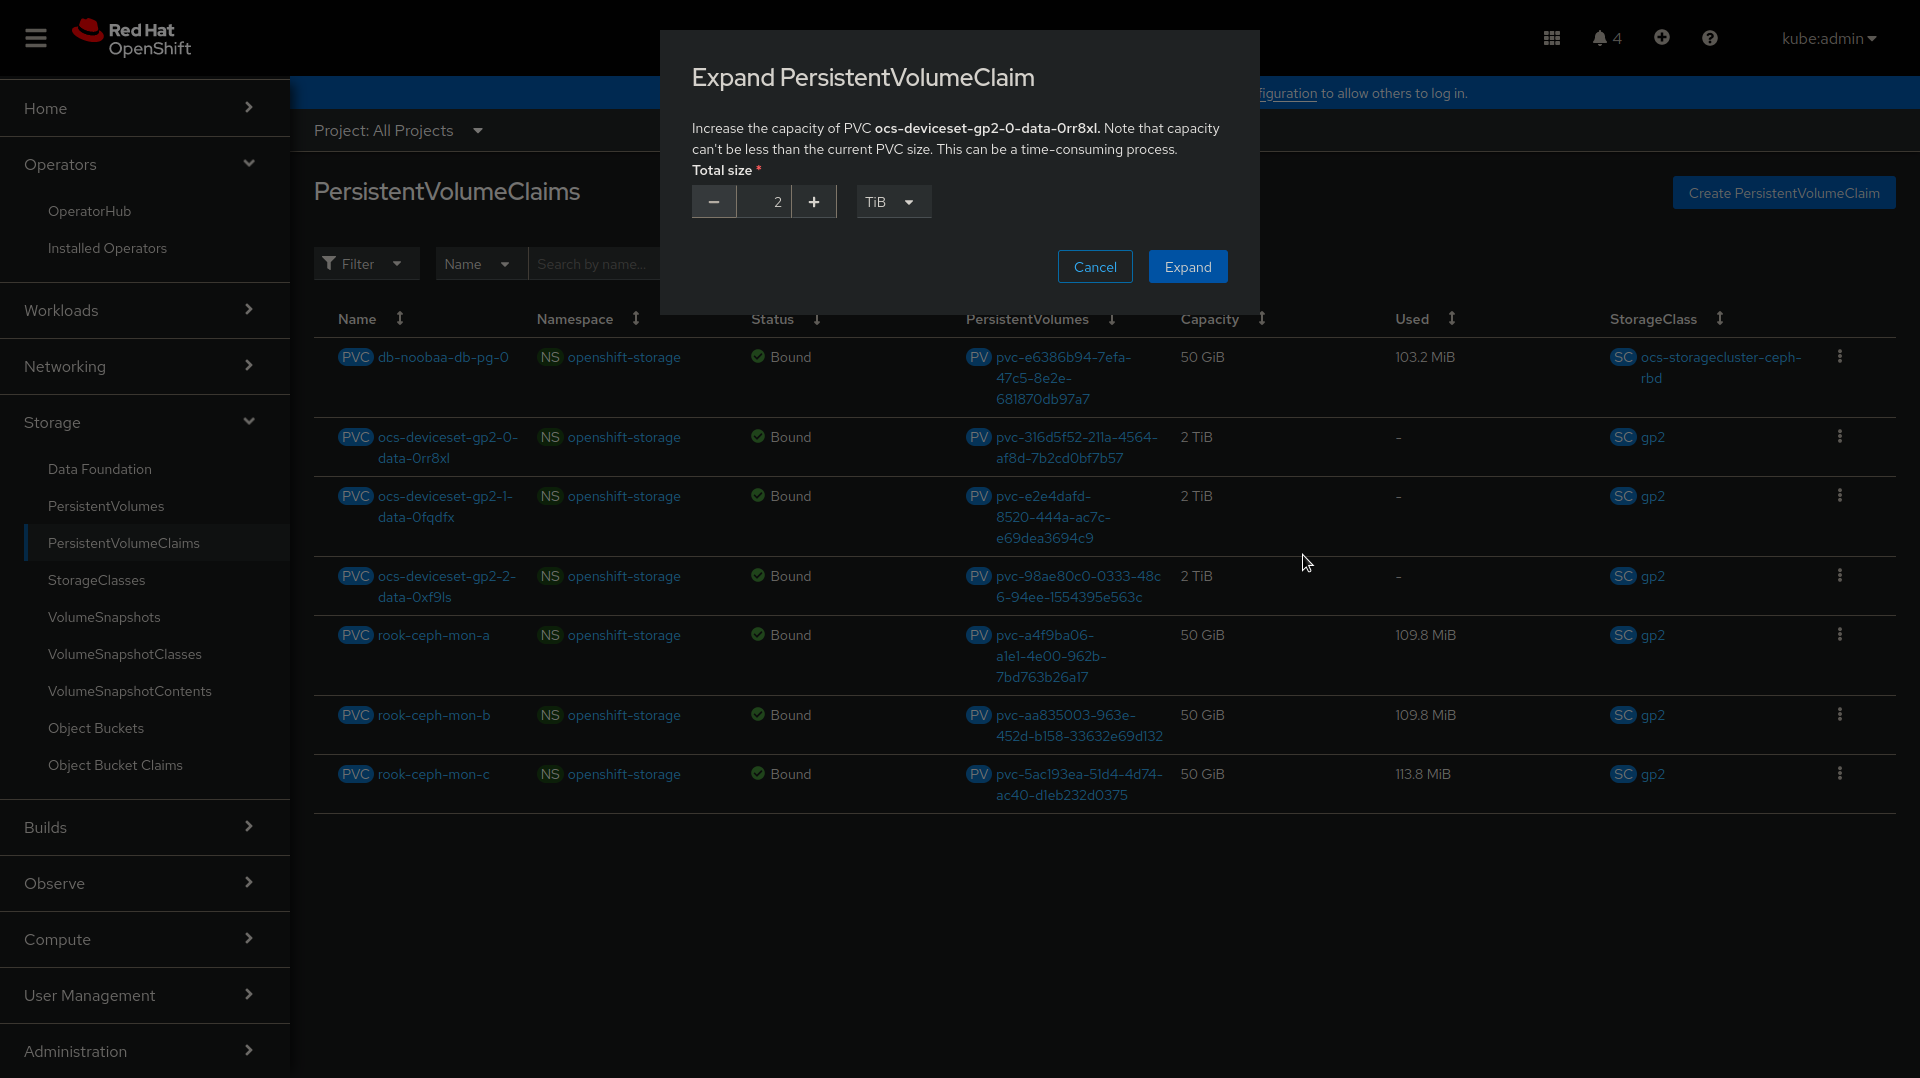 Red Hat
OpenShift
4
kube:admin
Expand PersistentVolumeClaim
Increase the capacity of PVC ocs-deviceset-gp2-0-data-0rr8xl. Note that capacity
can't be less than the current PVC size. This can be a time-consuming process.
Total size *
2
TiB
Cancel
Expand
figuration to allow others to log in.
Home
Operators
OperatorHub
Installed Operators
Workloads
Networking
Storage
Data Foundation
PersistentVolumes
PersistentVolumeClaims
StorageClasses
VolumeSnapshots
VolumeSnapshotClasses
VolumeSnapshotContents
Object Buckets
Object Bucket Claims
Builds
Observe
Compute
User Management
Administration
Project: All Projects
PersistentVolumeClaims
Create PersistentVolumeClaim
Filter
Name
Search by name...
Name Namespace Status PersistentVolumes Capacity Used StorageClass
PVC db-noobaa-db-pg-0 NS openshift-storage Bound PV pvc-e6386b94-7efa- 50 GiB 103.2 MiB SC ocs-storagecluster-ceph-
47c5-8e2e- rbd
681870db97a7
PVC ocs-deviceset-gp2-0- NS openshift-storage Bound PV pvc-316d5f52-211a-4564- 2 TiB - SC gp2
data-0rr8xl af8d-7b2cd0bf7b57
PVC ocs-deviceset-gp2-1- NS openshift-storage Bound PV pvc-e2e4dafd- 2 TiB - SC gp2
data-0fqdfx 8520-444a-ac7c-
e69dea3694c9
PVC ocs-deviceset-gp2-2- NS openshift-storage Bound PV pvc-98ae80c0-0333-48c 2 TiB - SC gp2
data-0xf9ls 6-94ee-1554395e563c
PVC rook-ceph-mon-a NS openshift-storage Bound PV pvc-a4f9ba06- 50 GiB 109.8 MiB SC gp2
a1e1-4e00-962b-
7bd763b26a17
PVC rook-ceph-mon-b NS openshift-storage Bound PV pvc-aa835003-963e- 50 GiB 109.8 MiB SC gp2
452d-b158-33632e69d132
PVC rook-ceph-mon-c NS openshift-storage Bound PV pvc-5ac193ea-51d4-4d74- 50 GiB 113.8 MiB SC gp2
ac40-d1eb232d0375